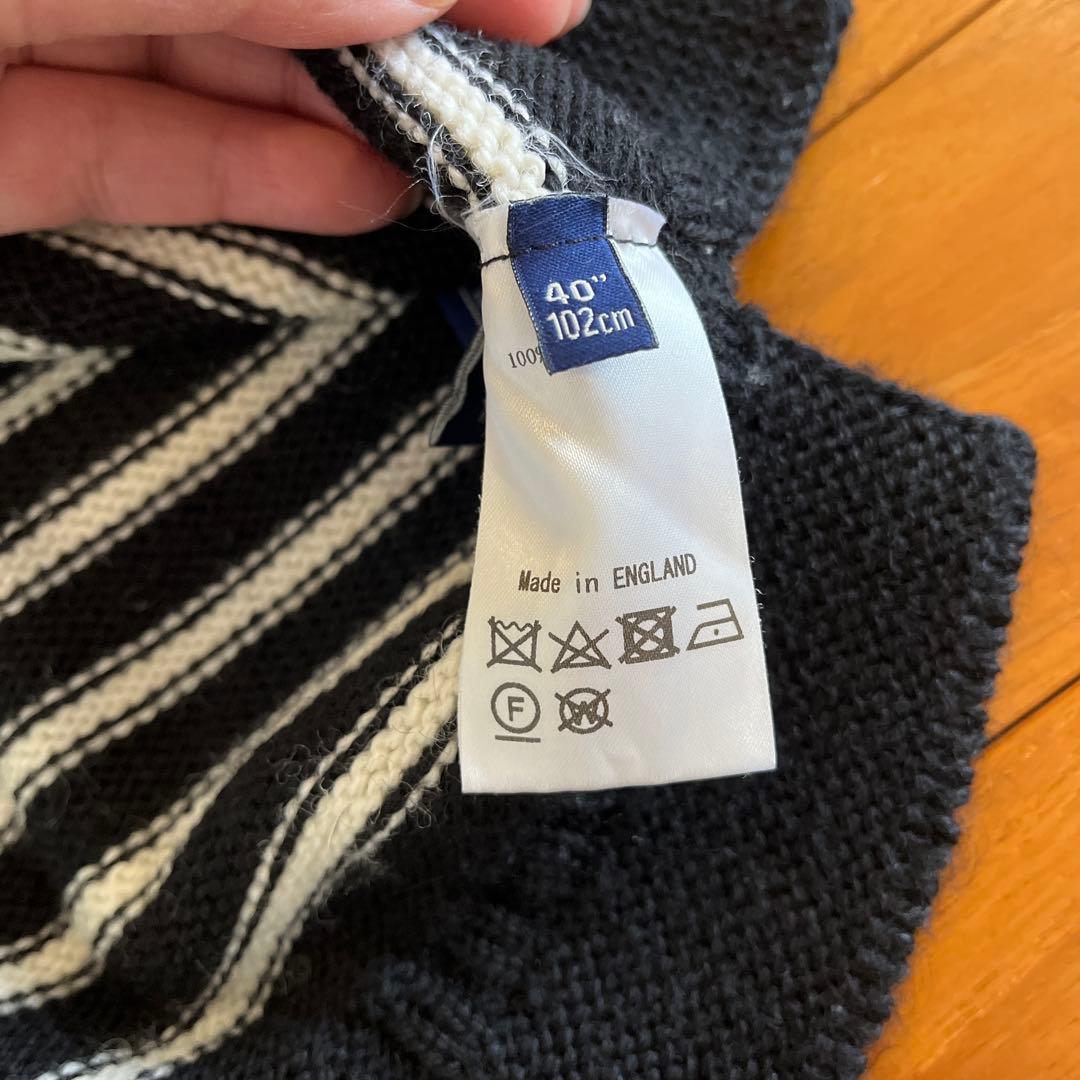 40"
102cm
100%
Made in ENGLAND
F
W